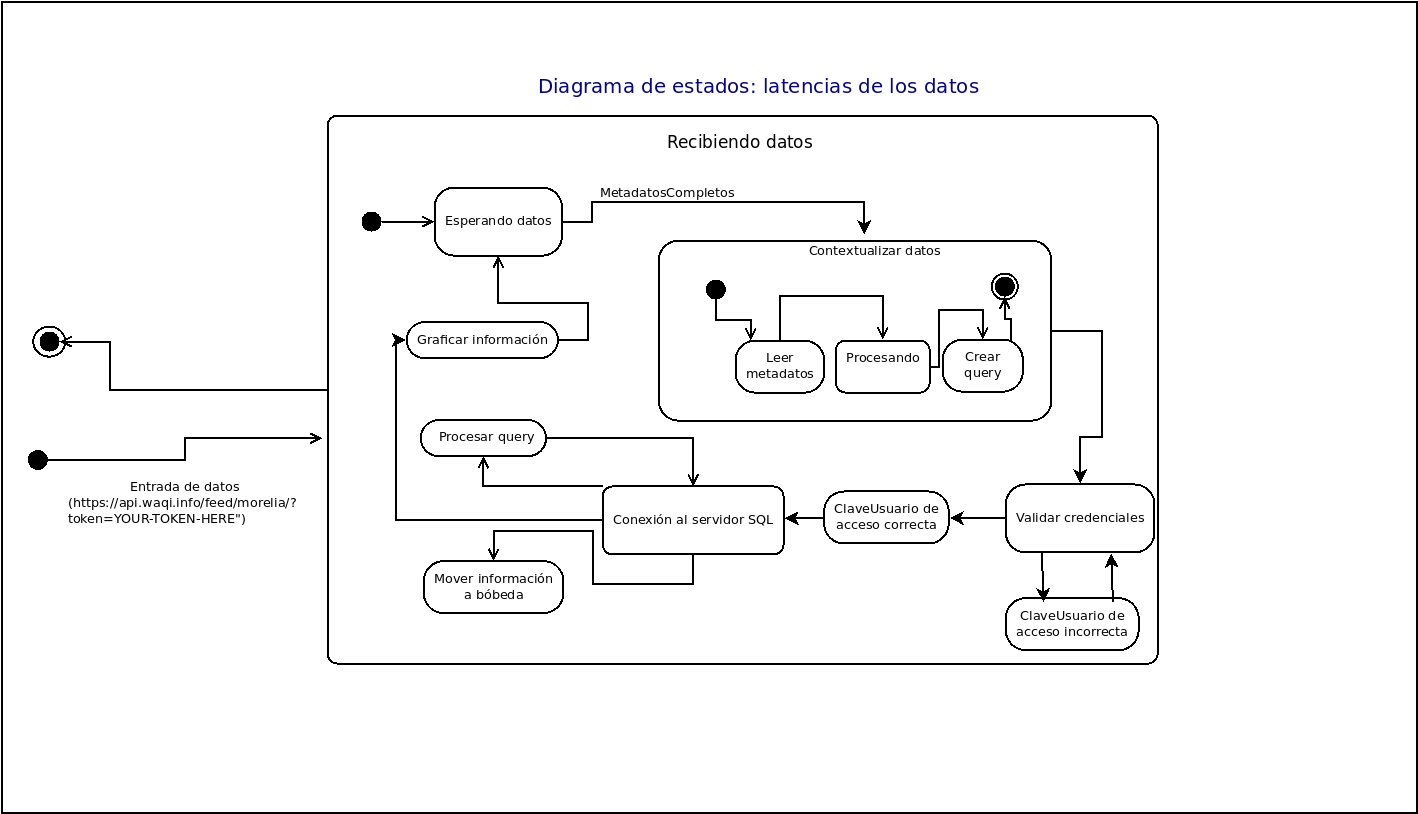 Diagrama de estados: latencias de los datos
Recibiendo datos
MetadatosCompletos
Esperando datos
Contextualizar datos
Graficar información
Leer
metadatos
Procesando
Crear
query
Procesar query
Entrada de datos
(https://api.waqi.info/feed/morelia/?
token=YOUR-TOKEN-HERE")
Conexión al servidor SQL
ClaveUsuario de
acceso correcta
Validar credenciales
Mover información
a bóbeda
ClaveUsuario de
acceso incorrecta